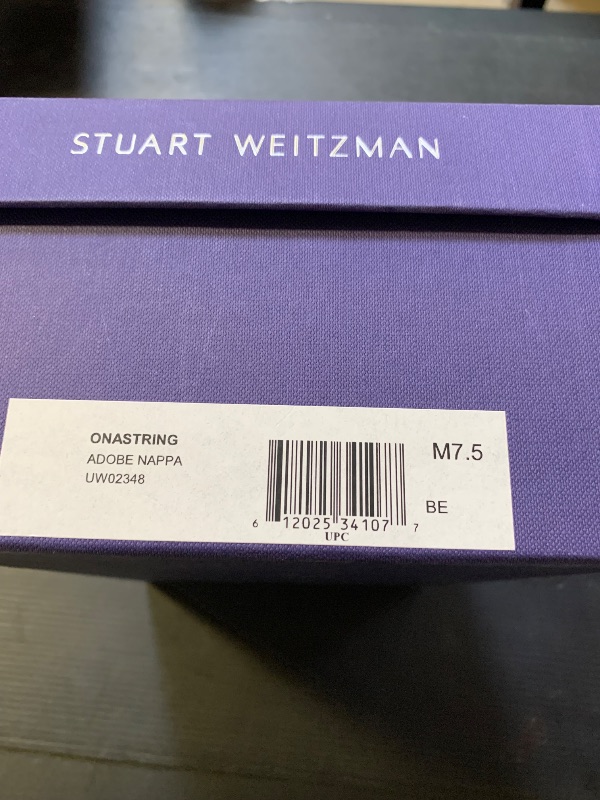 STUART WEITZMAN
ONASTRING
ADOBE NAPPA
UW02348
M7.5
BE
6 12025 34107 7
UPC